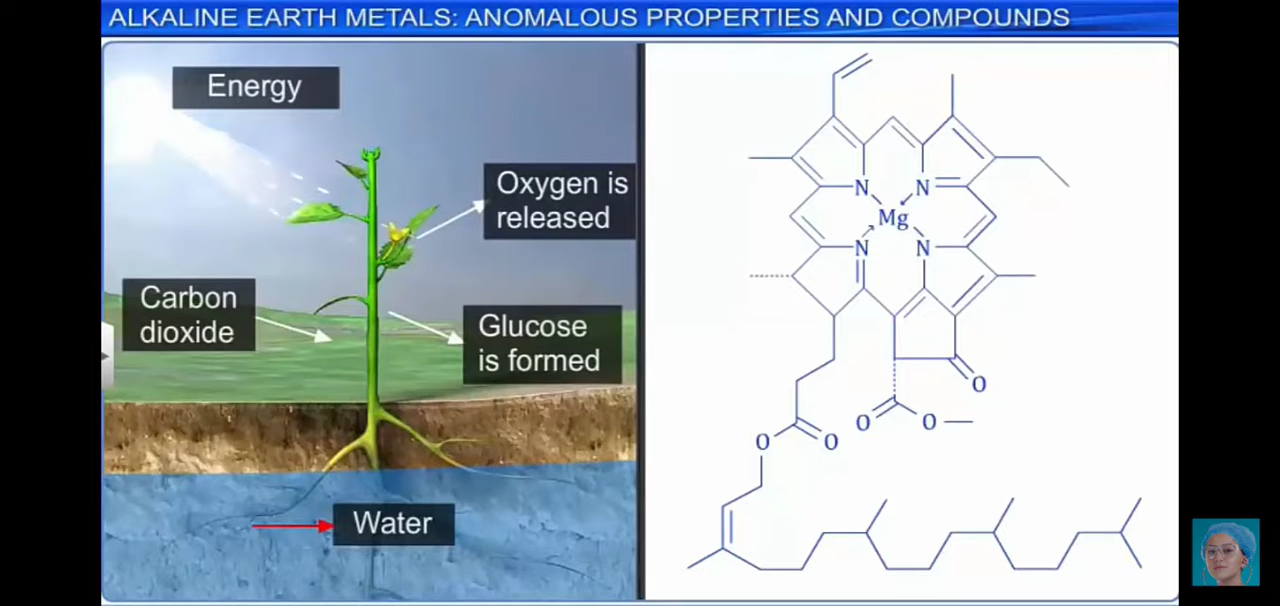 ALKALINE EARTH METALS: ANOMALOUS PROPERTIES AND COMPOUNDS
Energy
Oxygen is
released
Carbon
dioxide
Glucose
is formed
Water
N
N
Mg
N
N
O
O
O
O
O